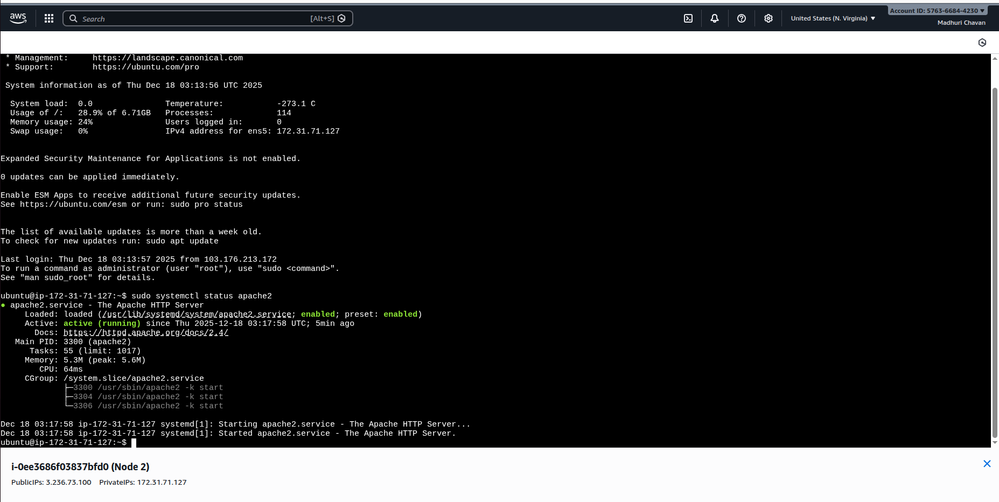 aws
Search [Alt+S]
United States (N. Virginia)
Account ID: 5763-6684-4230
Madhuri Chavan
* Management:     https://landscape.canonical.com
* Support:        https://ubuntu.com/pro
System information as of Thu Dec 18 03:13:56 UTC 2025
System load:  0.0               Temperature:           -273.1 C
Usage of /:   28.9% of 6.71GB   Processes:             114
Memory usage: 24%               Users logged in:       0
Swap usage:   0%                IPv4 address for ens5: 172.31.71.127
Expanded Security Maintenance for Applications is not enabled.
0 updates can be applied immediately.
Enable ESM Apps to receive additional future security updates.
See https://ubuntu.com/esm or run: sudo pro status
The list of available updates is more than a week old.
To check for new updates run: sudo apt update
Last login: Thu Dec 18 03:13:57 2025 from 103.176.213.172
To run a command as administrator (user "root"), use "sudo <command>".
See "man sudo_root" for details.
ubuntu@ip-172-31-71-127:~$ sudo systemctl status apache2
● apache2.service - The Apache HTTP Server
Loaded: loaded (/usr/lib/systemd/system/apache2.service; enabled; preset: enabled)
Active: active (running) since Thu 2025-12-18 03:17:58 UTC; 5min ago
Docs: https://httpd.apache.org/docs/2.4/
Main PID: 3300 (apache2)
Tasks: 55 (limit: 1017)
Memory: 5.3M (peak: 5.6M)
CPU: 64ms
CGroup: /system.slice/apache2.service
├─3300 /usr/sbin/apache2 -k start
├─3304 /usr/sbin/apache2 -k start
└─3306 /usr/sbin/apache2 -k start
Dec 18 03:17:58 ip-172-31-71-127 systemd[1]: Starting apache2.service - The Apache HTTP Server...
Dec 18 03:17:58 ip-172-31-71-127 systemd[1]: Started apache2.service - The Apache HTTP Server.
ubuntu@ip-172-31-71-127:~$
i-0ee3686f03837bfd0 (Node 2)
PublicIPs: 3.236.73.100    PrivateIPs: 172.31.71.127